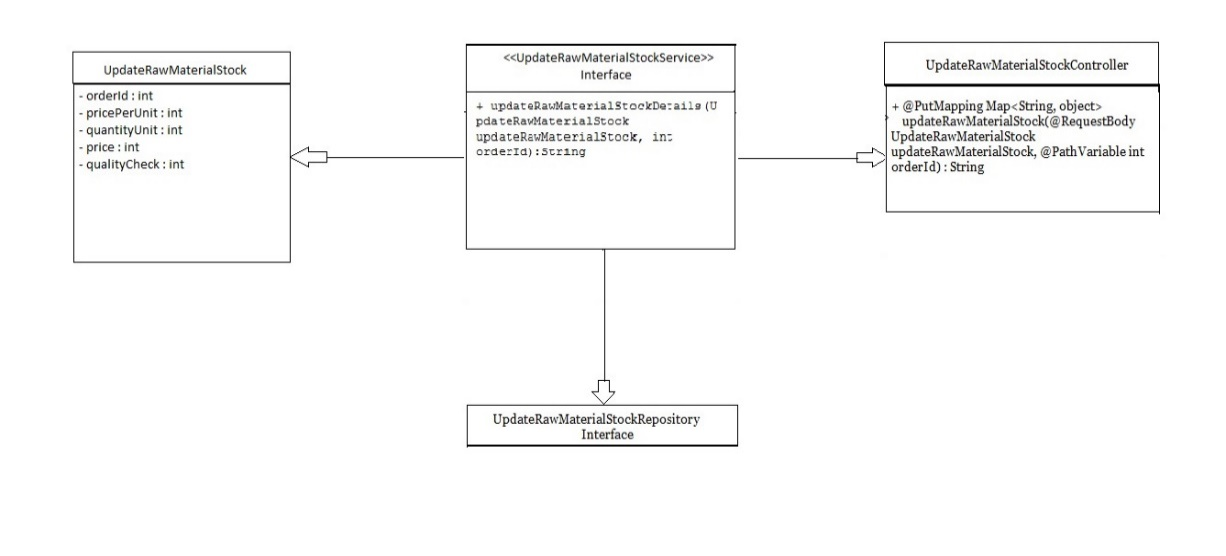 UpdateRawMaterialStock
- orderId : int
- pricePerUnit : int
- quantityUnit : int
- price : int
- qualityCheck : int
<<UpdateRawMaterialStockService>>
Interface
+ updateRawMaterialStockDetails(U
pdateRawMaterialStock
updateRawMaterialStock, int
orderId):String
UpdateRawMaterialStockController
+ @PutMapping Map<String, object>
updateRawMaterialStock(@RequestBody
UpdateRawMaterialStock
updateRawMaterialStock, @PathVariable int
orderId) : String
UpdateRawMaterialStockRepository
Interface